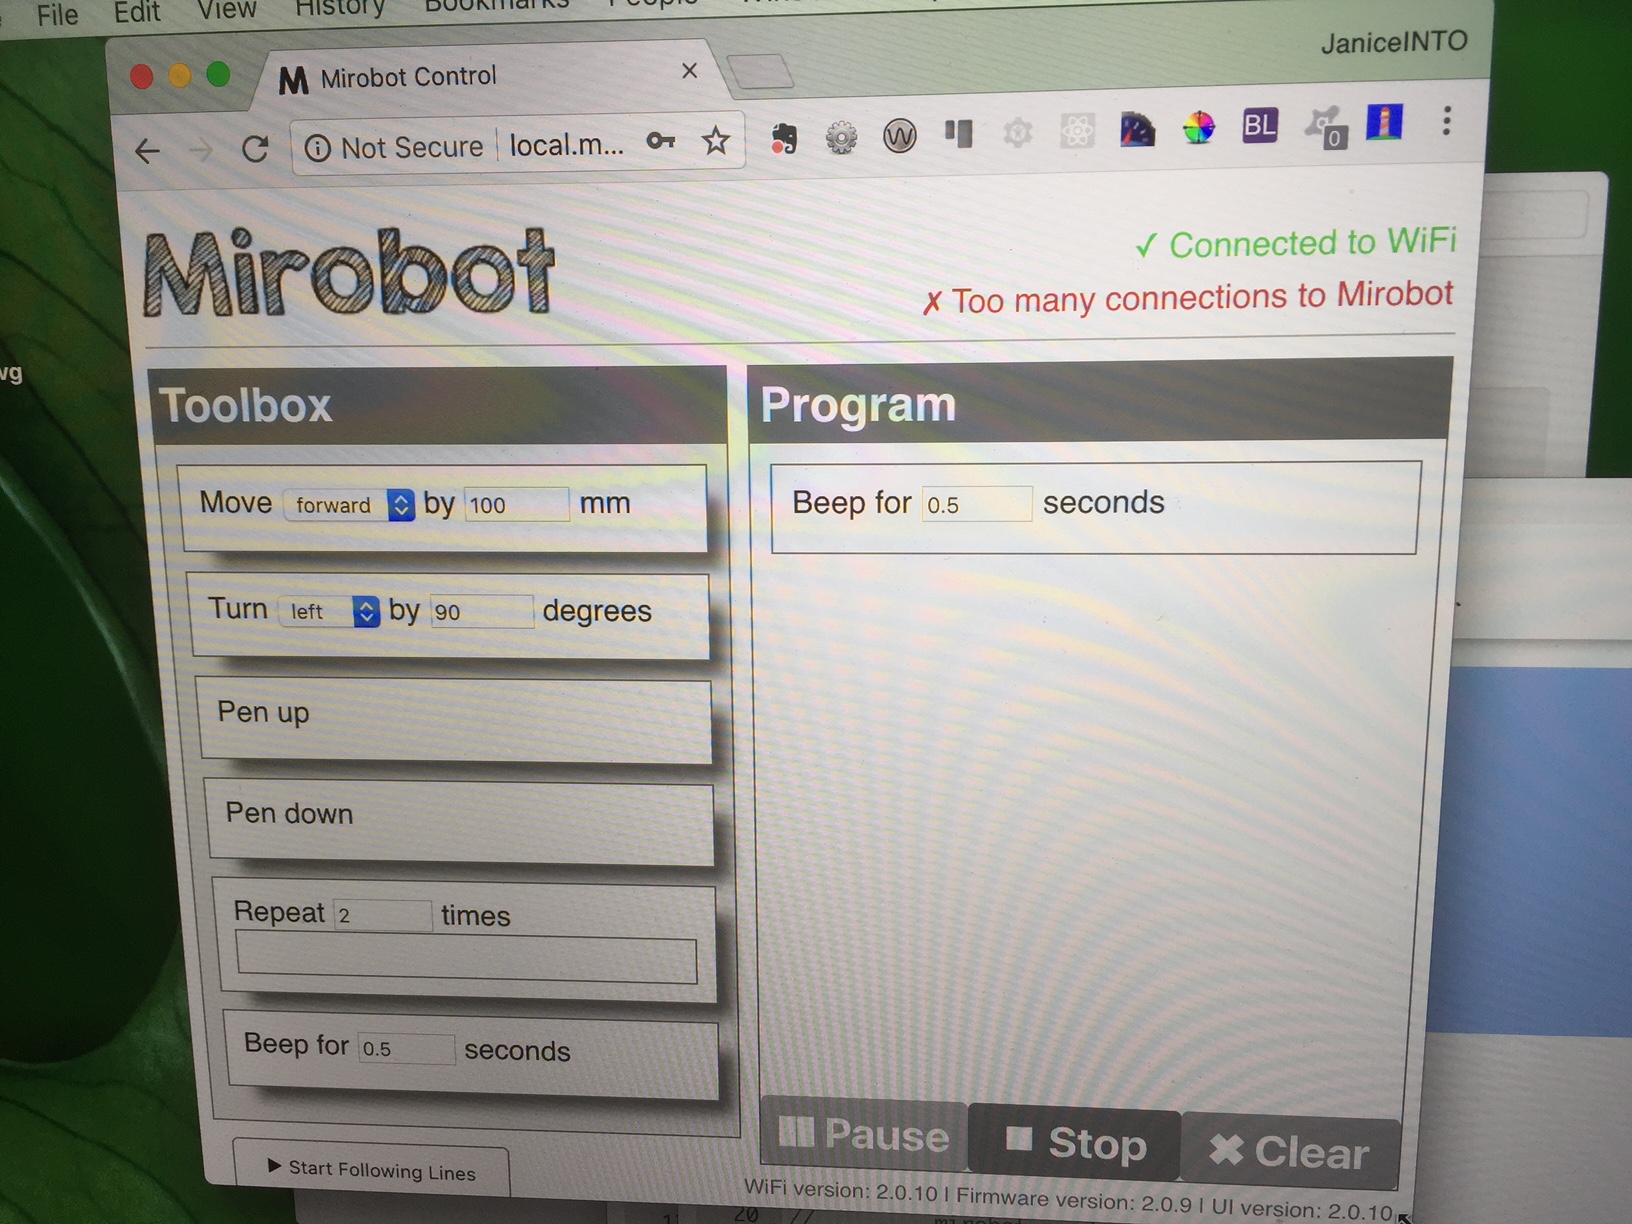 File Edit View History Bookmarks People
JaniceINTO
Mirobot Control
Not Secure local.m...
BL
0
Mirobot
✓ Connected to WiFi
✗ Too many connections to Mirobot
vg
Toolbox
Move forward by 100 mm
Turn left by 90 degrees
Pen up
Pen down
Repeat 2 times
Beep for 0.5 seconds
Start Following Lines
Program
Beep for 0.5 seconds
Pause Stop Clear
WiFi version: 2.0.10 | Firmware version: 2.0.9 | UI version: 2.0.10
20 //